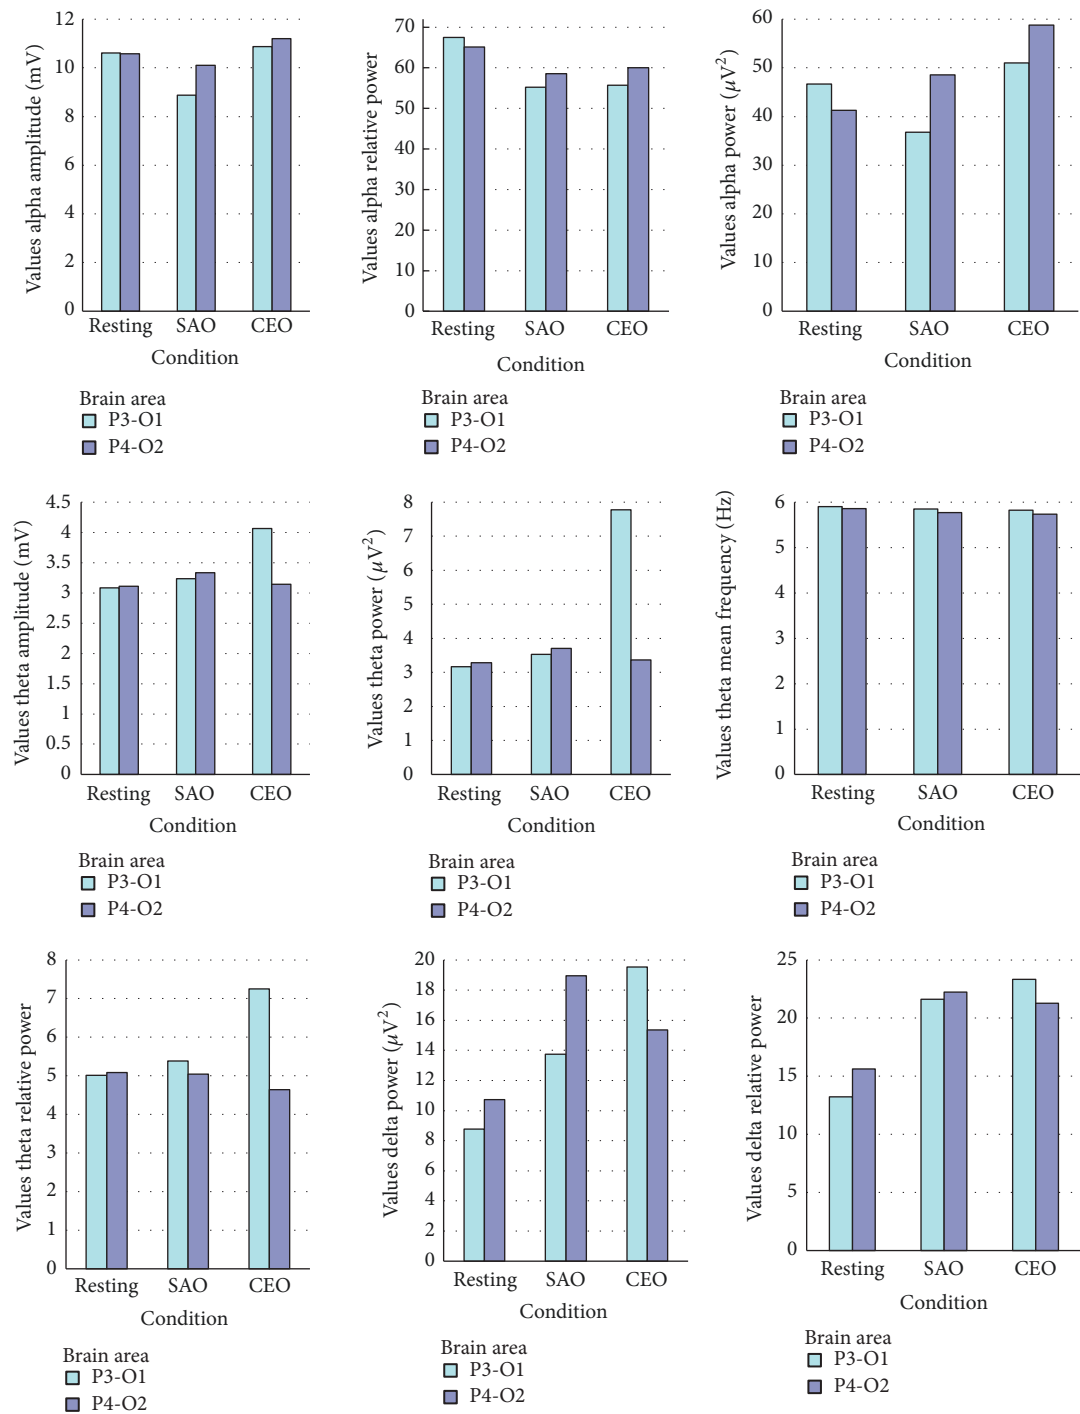 Values alpha amplitude (mV)
12
10
8
6
4
2
0
Resting SAO CEO
Condition
Brain area
P3-O1
P4-O2
Values alpha relative power
70
60
50
40
30
20
10
0
Resting SAO CEO
Condition
Brain area
P3-O1
P4-O2
Values alpha power (μV²)
60
50
40
30
20
10
0
Resting SAO CEO
Condition
Brain area
P3-O1
P4-O2
Values theta amplitude (mV)
4.5
4
3.5
3
2.5
2
1.5
1
0.5
0
Resting SAO CEO
Condition
Brain area
P3-O1
P4-O2
Values theta power (μV²)
8
7
6
5
4
3
2
1
0
Resting SAO CEO
Condition
Brain area
P3-O1
P4-O2
Values theta mean frequency (Hz)
6
5
4
3
2
1
0
Resting SAO CEO
Condition
Brain area
P3-O1
P4-O2
Values theta relative power
8
7
6
5
4
3
2
1
0
Resting SAO CEO
Condition
Brain area
P3-O1
P4-O2
Values delta power (μV²)
20
18
16
14
12
10
8
6
4
2
0
Resting SAO CEO
Condition
Brain area
P3-O1
P4-O2
Values delta relative power
25
20
15
10
5
0
Resting SAO CEO
Condition
Brain area
P3-O1
P4-O2